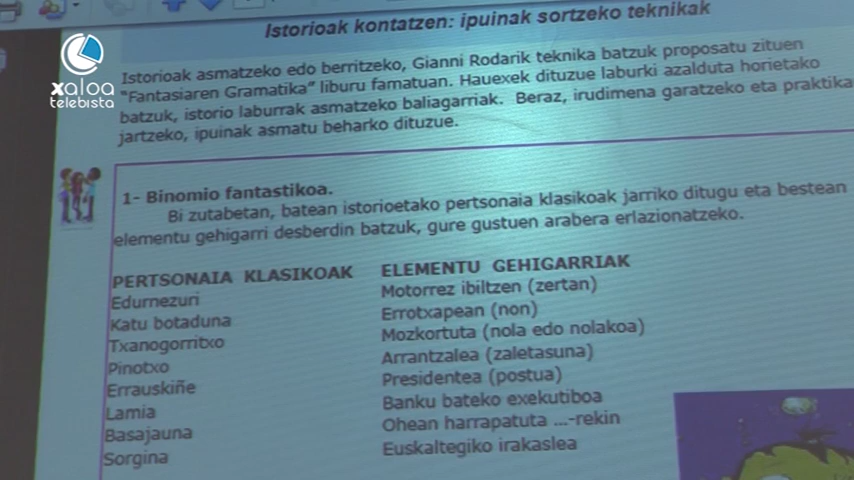 Istorioak kontatzen: ipuinak sortzeko teknikak
xaloa
telebista
Istorioak asmatzeko edo berritzeko, Gianni Rodarik teknika batzuk proposatu zituen
"Fantasiaren Gramatika" liburu famatuan. Hauexek dituzue laburki azalduta horietako
batzuk, istorio laburrak asmatzeko baliagarriak. Beraz, irudimena garatzeko eta praktika
jartzeko, ipuinak asmatu beharko dituzue.
1- Binomio fantastikoa.
Bi zutabetan, batean istorioetako pertsonaia klasikoak jarriko ditugu eta bestean
elementu gehigarri desberdin batzuk, gure gustuen arabera erlazionatzeko.
PERTSONAIA KLASIKOAK
Edurnezuri
Katu botaduna
Txanogorritxo
Pinotxo
Errauskiñe
Lamia
Basajauna
Sorgina
ELEMENTU GEHIGARRIAK
Motorrez ibiltzen (zertan)
Errotxapean (non)
Mozkortuta (nola edo nolakoa)
Arrantzalea (zaletasuna)
Presidentea (postua)
Banku bateko exekutiboa
Ohean harrapatuta ...-rekin
Euskaltegiko irakaslea